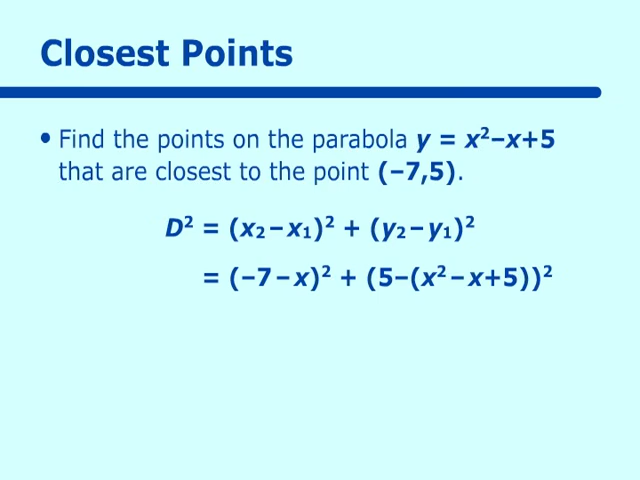 Closest Points
• Find the points on the parabola y = x²–x+5
that are closest to the point (–7,5).
D² = (x₂ – x₁)² + (y₂ – y₁)²
= (–7 – x)² + (5–(x² – x+5))²